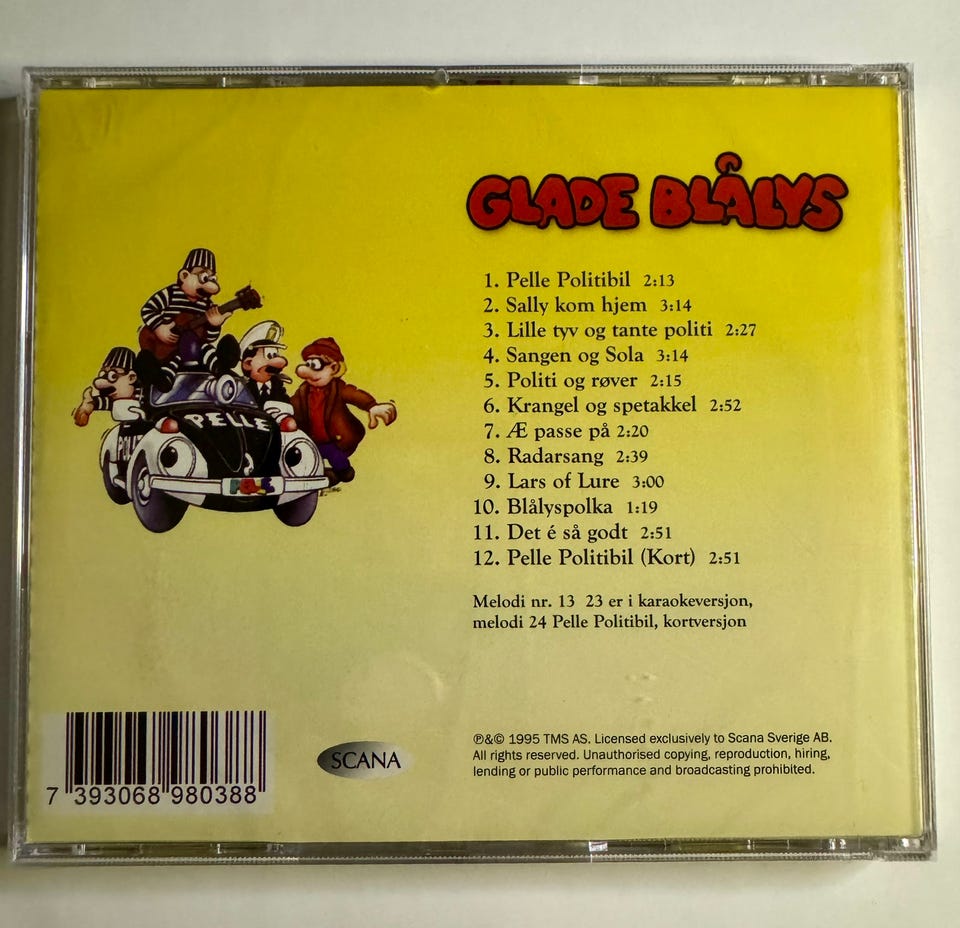 GLADE BLÅLYS
1. Pelle Politibil 2:13
2. Sally kom hjem 3:14
3. Lille tyv og tante politi 2:27
4. Sangen og Sola 3:14
5. Politi og røver 2:15
6. Krangel og spetakkel 2:52
7. Æ passe på 2:20
8. Radarsang 2:39
9. Lars of Lure 3:00
10. Blålyspolka 1:19
11. Det é så godt 2:51
12. Pelle Politibil (Kort) 2:51
Melodi nr. 13 23 er i karaokeversjon,
melodi 24 Pelle Politibil, kortversjon
PELLE
POLITI
PELLE
SCANA
℗&© 1995 TMS AS. Licensed exclusively to Scana Sverige AB.
All rights reserved. Unauthorised copying, reproduction, hiring,
lending or public performance and broadcasting prohibited.
7 393068 980388